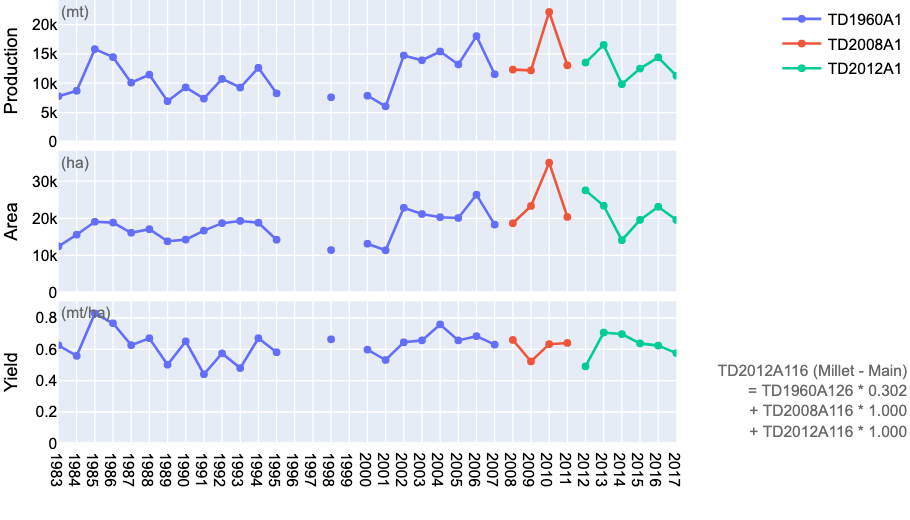 (mt)
Production
20k
15k
10k
5k
0
TD1960A1
TD2008A1
TD2012A1
(ha)
Area
30k
20k
10k
0
(mt/ha)
Yield
0.8
0.6
0.4
0.2
0
1983
1984
1985
1986
1987
1988
1989
1990
1991
1992
1993
1994
1995
1996
1997
1998
1999
2000
2001
2002
2003
2004
2005
2006
2007
2008
2009
2010
2011
2012
2013
2014
2015
2016
2017
TD2012A116 (Millet - Main)
= TD1960A126 * 0.302
+ TD2008A116 * 1.000
+ TD2012A116 * 1.000